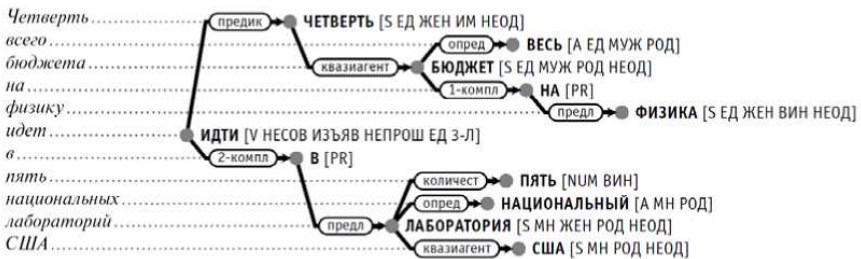 Четверть предик ЧЕТВЕРТЬ [S ЕД ЖЕН ИМ НЕОД]
всего опред ВЕСЬ [A ЕД МУЖ РОД]
бюджета квазиагент БЮДЖЕТ [S ЕД МУЖ РОД НЕОД]
на 1-компл НА [PR]
физику предл ФИЗИКА [S ЕД ЖЕН ВИН НЕОД]
идет ИДТИ [V НЕСОВ ИЗЪЯВ НЕПРОШ ЕД 3-Л]
в 2-компл В [PR]
пять количест ПЯТЬ [NUM ВИН]
национальных опред НАЦИОНАЛЬНЫЙ [A МН РОД]
лабораторий предл ЛАБОРАТОРИЯ [S МН ЖЕН РОД НЕОД]
США квазиагент США [S МН РОД НЕОД]